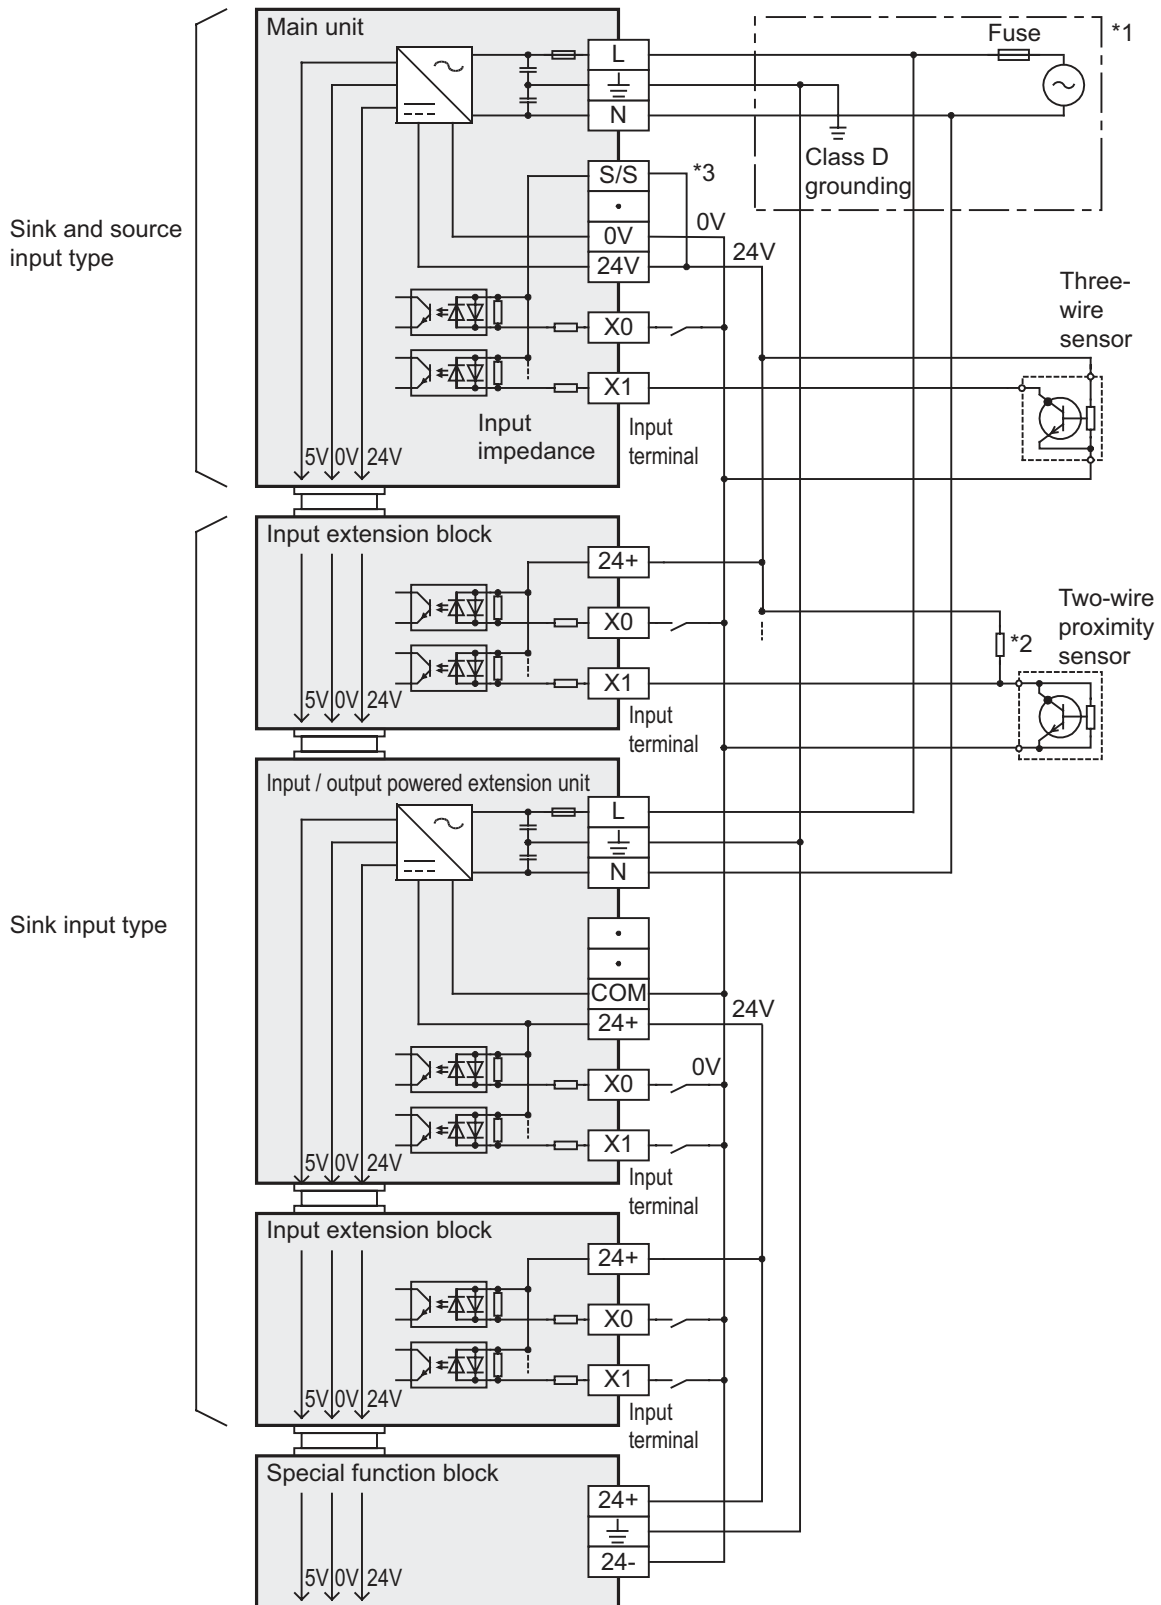 Main unit
L
N
Fuse
*1
Class D
grounding
S/S
*3
0V
0V
24V
24V
X0
X1
Input
impedance
Input
terminal
5V 0V 24V
Sink and source
input type
Three-
wire
sensor
Input extension block
24+
X0
X1
Input
terminal
5V 0V 24V
*2
Two-wire
proximity
sensor
Input / output powered extension unit
L
N
COM
24+
24V
0V
X0
X1
Input
terminal
5V 0V 24V
Sink input type
Input extension block
24+
X0
X1
Input
terminal
5V 0V 24V
Special function block
24+
24-
5V 0V 24V